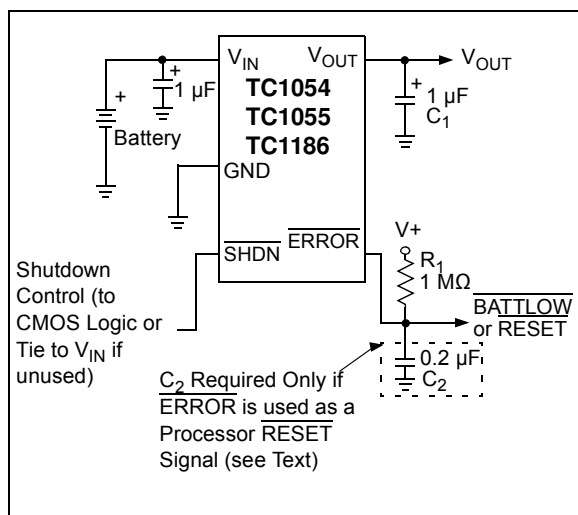 V_IN V_OUT
V_OUT
+
1 µF
+
Battery
TC1054
TC1055
TC1186
+
1 µF
C_1
GND
SHDN ERROR
V+
R_1
1 MΩ
Shutdown
Control (to
CMOS Logic or
Tie to V_IN if
unused)
BATTLOW
or RESET
0.2 µF
C_2
C_2 Required Only if
ERROR is used as a
Processor RESET
Signal (see Text)